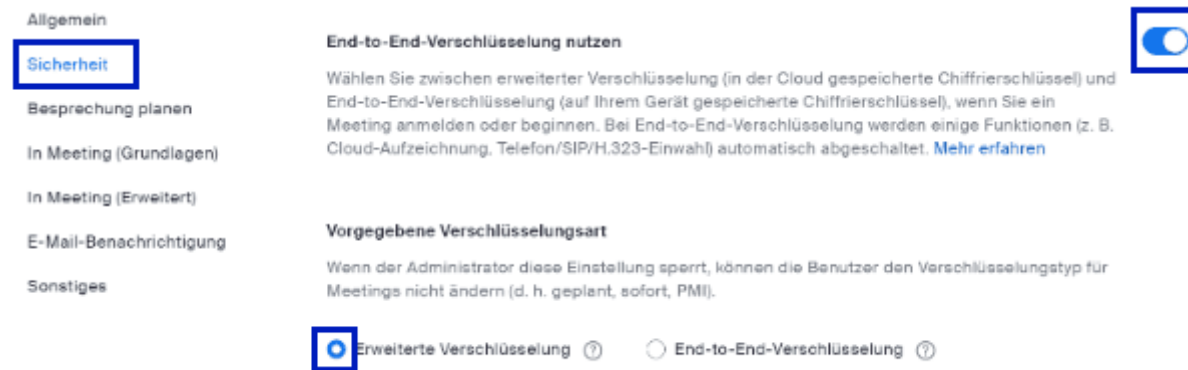 Allgemein
Sicherheit
Besprechung planen
In Meeting (Grundlagen)
In Meeting (Erweitert)
E-Mail-Benachrichtigung
Sonstiges
End-to-End-Verschlüsselung nutzen
Wählen Sie zwischen erweiterter Verschlüsselung (in der Cloud gespeicherte Chiffrierschlüssel) und
End-to-End-Verschlüsselung (auf Ihrem Gerät gespeicherte Chiffrierschlüssel), wenn Sie ein
Meeting anmelden oder beginnen. Bei End-to-End-Verschlüsselung werden einige Funktionen (z. B.
Cloud-Aufzeichnung, Telefon/SIP/H.323-Einwahl) automatisch abgeschaltet. Mehr erfahren
Vorgegebene Verschlüsselungsart
Wenn der Administrator diese Einstellung sperrt, können die Benutzer den Verschlüsselungstyp für
Meetings nicht ändern (d. h. geplant, sofort, PMI).
Erweiterte Verschlüsselung ? End-to-End-Verschlüsselung ?